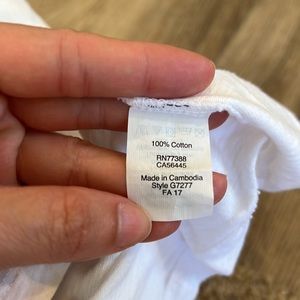 100% Cotton
RN77388
CA56445
Made in Cambodia
Style G7277
FA 17